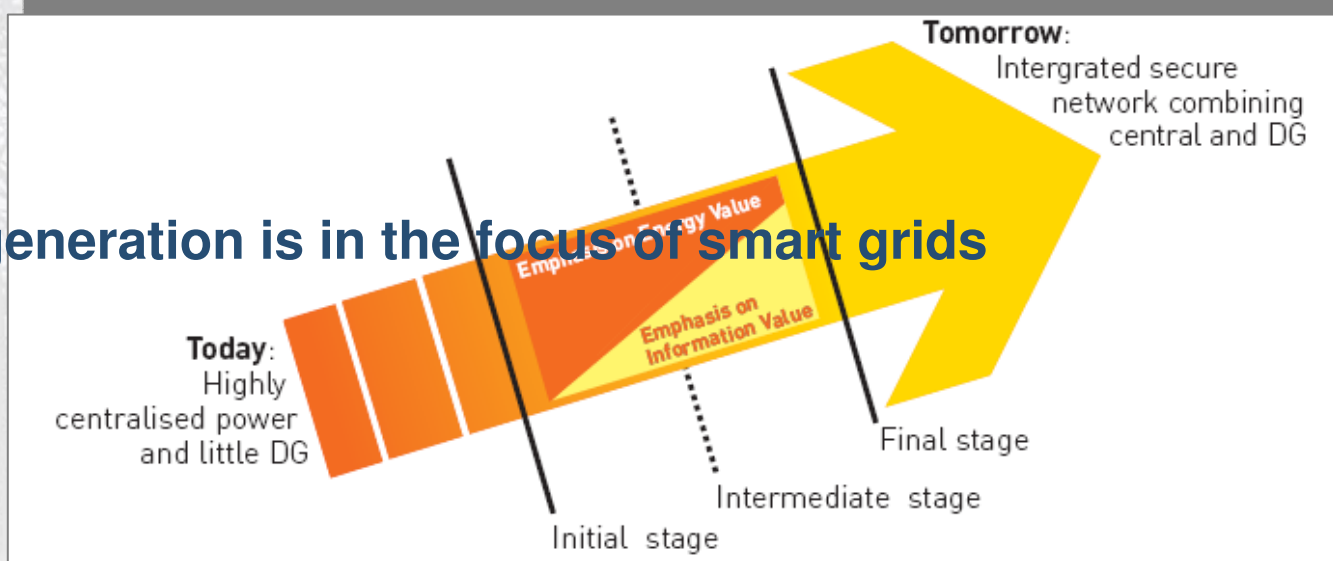 Tomorrow:
Intergrated secure
network combining
central and DG
Emphasis on Energy Value
generation is in the focus of smart grids
Emphasis on
Information Value
Today:
Highly
centralised power
and little DG
Final stage
Intermediate stage
Initial stage